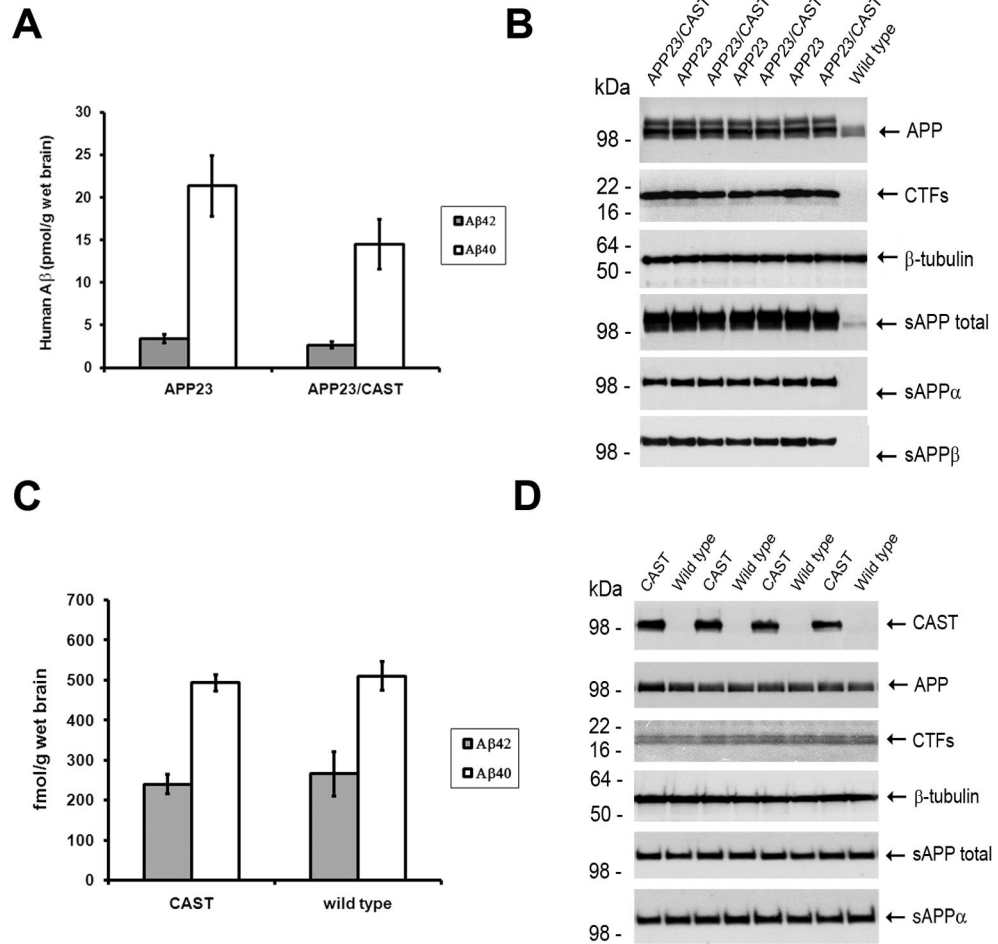 A
Human Aβ (pmol/g wet brain)
30
25
20
15
10
5
0
APP23
APP23/CAST
Aβ42
Aβ40
B
kDa
APP23/CAST
APP23
APP23/CAST
APP23
APP23/CAST
APP23
APP23/CAST
Wild type
98 -
← APP
22 -
16 -
← CTFs
64 -
50 -
← β-tubulin
98 -
← sAPP total
98 -
← sAPPα
98 -
← sAPPβ
C
fmol/g wet brain
700
600
500
400
300
200
100
0
CAST
wild type
Aβ42
Aβ40
D
kDa
CAST
Wild type
CAST
Wild type
CAST
Wild type
CAST
Wild type
98 -
← CAST
98 -
← APP
22 -
16 -
← CTFs
64 -
50 -
← β-tubulin
98 -
← sAPP total
98 -
← sAPPα